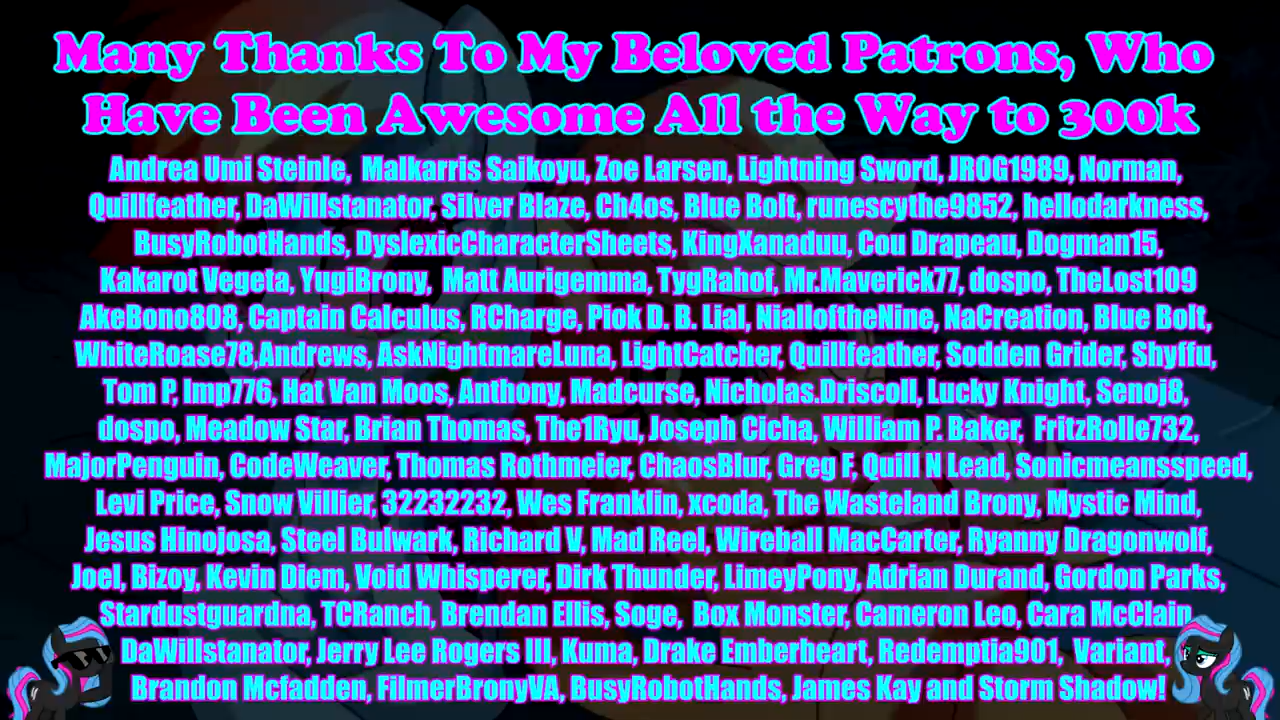 Many Thanks To My Beloved Patrons, Who
Have Been Awesome All the Way to 300k
Andrea Umi Steinle, Malkarris Saikoyu, Zoe Larsen, Lightning Sword, JROG1989, Norman,
Quillfeather, DaWillstanator, Silver Blaze, Ch4os, Blue Bolt, runescythe9852, hellodarkness,
BusyRobotHands, DyslexicCharacterSheets, KingXanaduu, Cou Drapeau, Dogman15,
Kakarot Vegeta, YugiBrony, Matt Aurigemma, TygRahof, Mr.Maverick77, dospo, TheLost109
AkeBono808, Captain Calculus, RCharge, Piok D. B. Lial, NialloftheNine, NaCreation, Blue Bolt,
WhiteRoase78,Andrews, AskNightmareLuna, LightCatcher, Quillfeather, Sodden Grider, Shyffu,
Tom P, Imp776, Hat Van Moos, Anthony, Madcurse, Nicholas.Driscoll, Lucky Knight, Senoj8,
dospo, Meadow Star, Brian Thomas, The1Ryu, Joseph Cicha, William P. Baker, FritzRolle732,
MajorPenguin, CodeWeaver, Thomas Rothmeier, ChaosBlur, Greg F, Quill N Lead, Sonicmeansspeed,
Levi Price, Snow Villier, 32232232, Wes Franklin, xcoda, The Wasteland Brony, Mystic Mind,
Jesus Hinojosa, Steel Bulwark, Richard V, Mad Reel, Wireball MacCarter, Ryanny Dragonwolf,
Joel, Bizoy, Kevin Diem, Void Whisperer, Dirk Thunder, LimeyPony, Adrian Durand, Gordon Parks,
Stardustguardna, TCRanch, Brendan Ellis, Soge, Box Monster, Cameron Leo, Cara McClain
DaWillstanator, Jerry Lee Rogers III, Kuma, Drake Emberheart, Redemptia901, Variant,
Brandon Mcfadden, FilmerBronyVA, BusyRobotHands, James Kay and Storm Shadow!